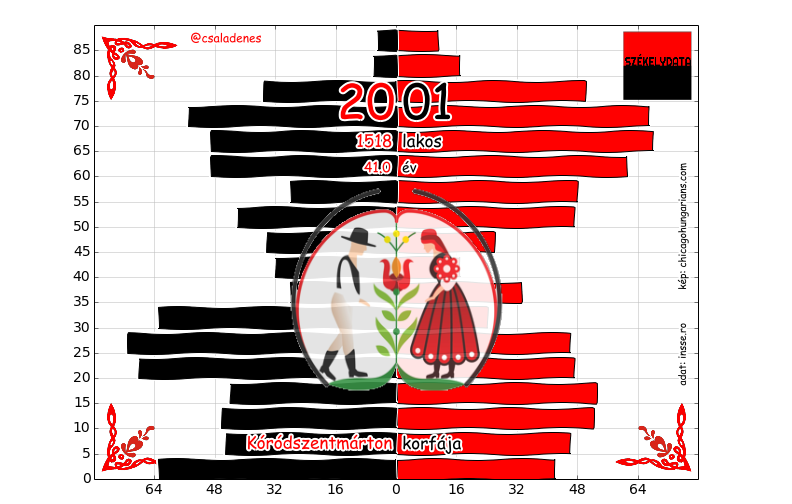 @csaladenes
SZÉKELYDATA
2001
1518 lakos
41,0 év
kép: chicagohungarians.com
adat: insse.ro
Kóródszentmárton korfája
85
80
75
70
65
60
55
50
45
40
35
30
25
20
15
10
5
0
64 48 32 16 0 16 32 48 64